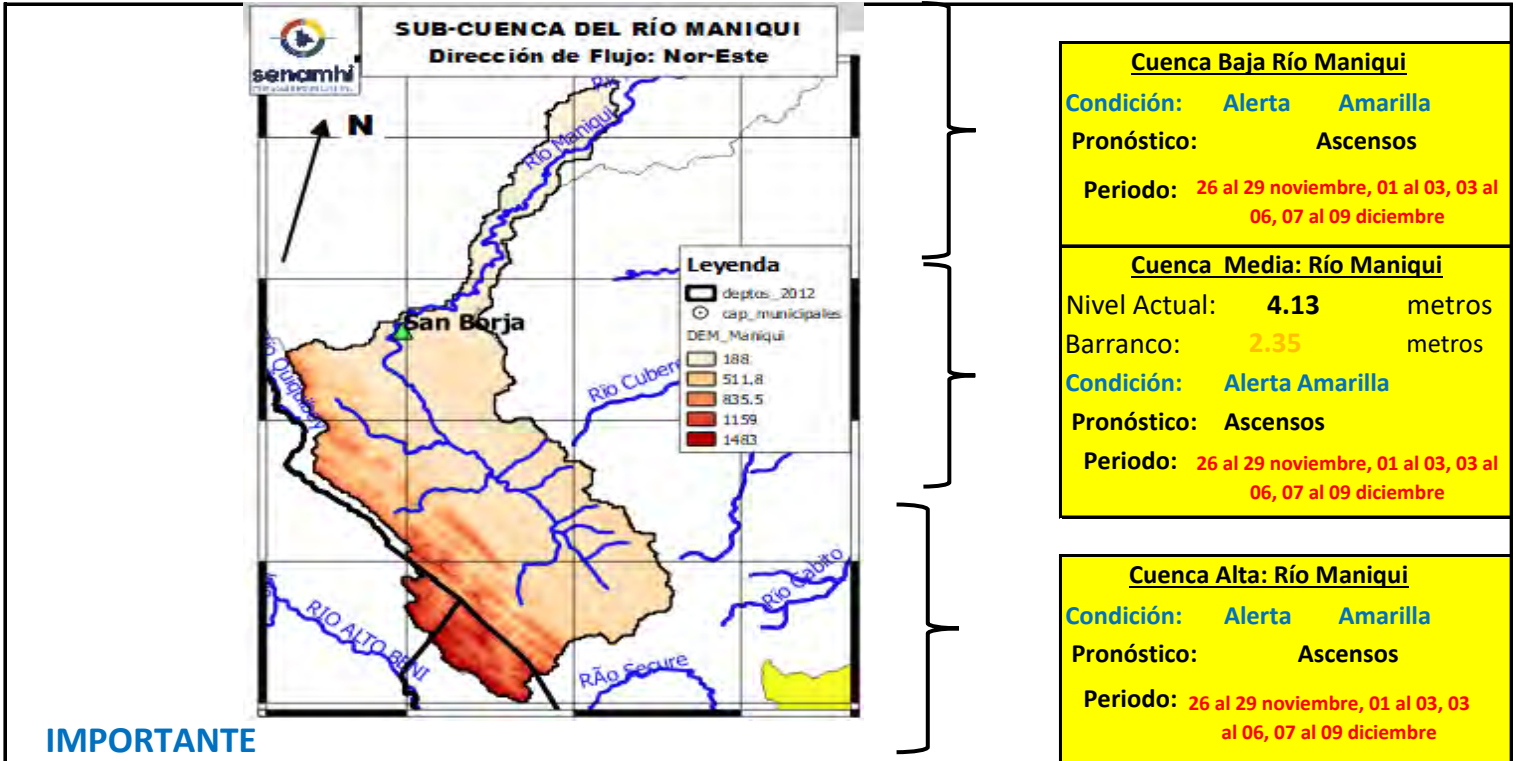 senamhi
SUB-CUENCA DEL RÍO MANIQUI
Dirección de Flujo: Nor-Este
N
Río Maniqui
San Borja
Río Cubere
Río Cabito
RÃo Secure
RIO ALTO BENI
Leyenda
deptos_2012
cap_municipales
DEM_Maniqui
188
511.8
835.5
1159
1483
Cuenca Baja Río Maniqui
Condición: Alerta Amarilla
Pronóstico: Ascensos
Periodo: 26 al 29 noviembre, 01 al 03, 03 al
06, 07 al 09 diciembre
Cuenca Media: Río Maniqui
Nivel Actual: 4.13 metros
Barranco: 2.35 metros
Condición: Alerta Amarilla
Pronóstico: Ascensos
Periodo: 26 al 29 noviembre, 01 al 03, 03 al
06, 07 al 09 diciembre
Cuenca Alta: Río Maniqui
Condición: Alerta Amarilla
Pronóstico: Ascensos
Periodo: 26 al 29 noviembre, 01 al 03, 03
al 06, 07 al 09 diciembre
IMPORTANTE